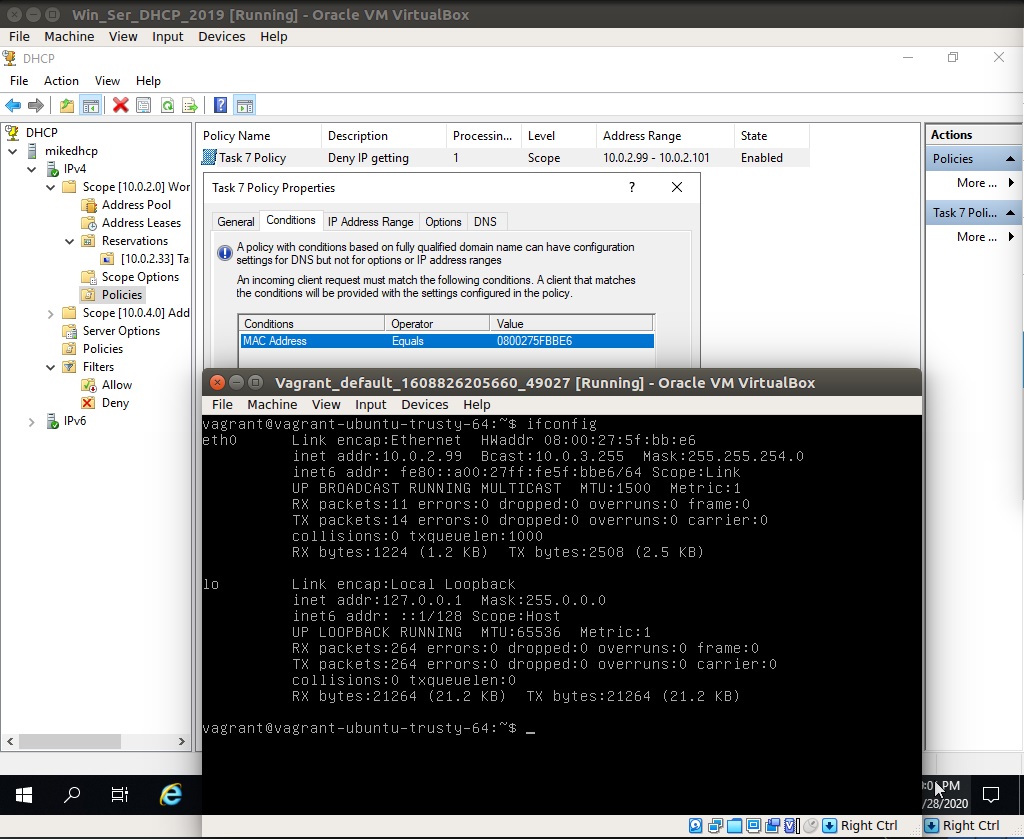 Win_Ser_DHCP_2019 [Running] - Oracle VM VirtualBox
File Machine View Input Devices Help
DHCP
File Action View Help
DHCP
mikedhcp
IPv4
Scope [10.0.2.0] Wor
Address Pool
Address Leases
Reservations
[10.0.2.33] Ta
Scope Options
Policies
Scope [10.0.4.0] Add
Server Options
Policies
Filters
Allow
Deny
IPv6
Policy Name Description Processin... Level Address Range State
Task 7 Policy Deny IP getting 1 Scope 10.0.2.99 - 10.0.2.101 Enabled
Actions
Policies
More ...
Task 7 Poli...
More ...
Task 7 Policy Properties ?
General Conditions IP Address Range Options DNS
A policy with conditions based on fully qualified domain name can have configuration
settings for DNS but not for options or IP address ranges
An incoming client request must match the following conditions. A client that matches
the conditions will be provided with the settings configured in the policy.
Conditions Operator Value
MAC Address Equals 0800275FBBE6
Vagrant_default_1608826205660_49027 [Running] - Oracle VM VirtualBox
File Machine View Input Devices Help
vagrant@vagrant-ubuntu-trusty-64:~$ ifconfig
eth0 Link encap:Ethernet HWaddr 08:00:27:5f:bb:e6
inet addr:10.0.2.99 Bcast:10.0.3.255 Mask:255.255.254.0
inet6 addr: fe80::a00:27ff:fe5f:bbe6/64 Scope:Link
UP BROADCAST RUNNING MULTICAST MTU:1500 Metric:1
RX packets:11 errors:0 dropped:0 overruns:0 frame:0
TX packets:14 errors:0 dropped:0 overruns:0 carrier:0
collisions:0 txqueuelen:1000
RX bytes:1224 (1.2 KB) TX bytes:2508 (2.5 KB)
lo Link encap:Local Loopback
inet addr:127.0.0.1 Mask:255.0.0.0
inet6 addr: ::1/128 Scope:Host
UP LOOPBACK RUNNING MTU:65536 Metric:1
RX packets:264 errors:0 dropped:0 overruns:0 frame:0
TX packets:264 errors:0 dropped:0 overruns:0 carrier:0
collisions:0 txqueuelen:0
RX bytes:21264 (21.2 KB) TX bytes:21264 (21.2 KB)
vagrant@vagrant-ubuntu-trusty-64:~$ _
PM
/28/2020
Right Ctrl
Right Ctrl